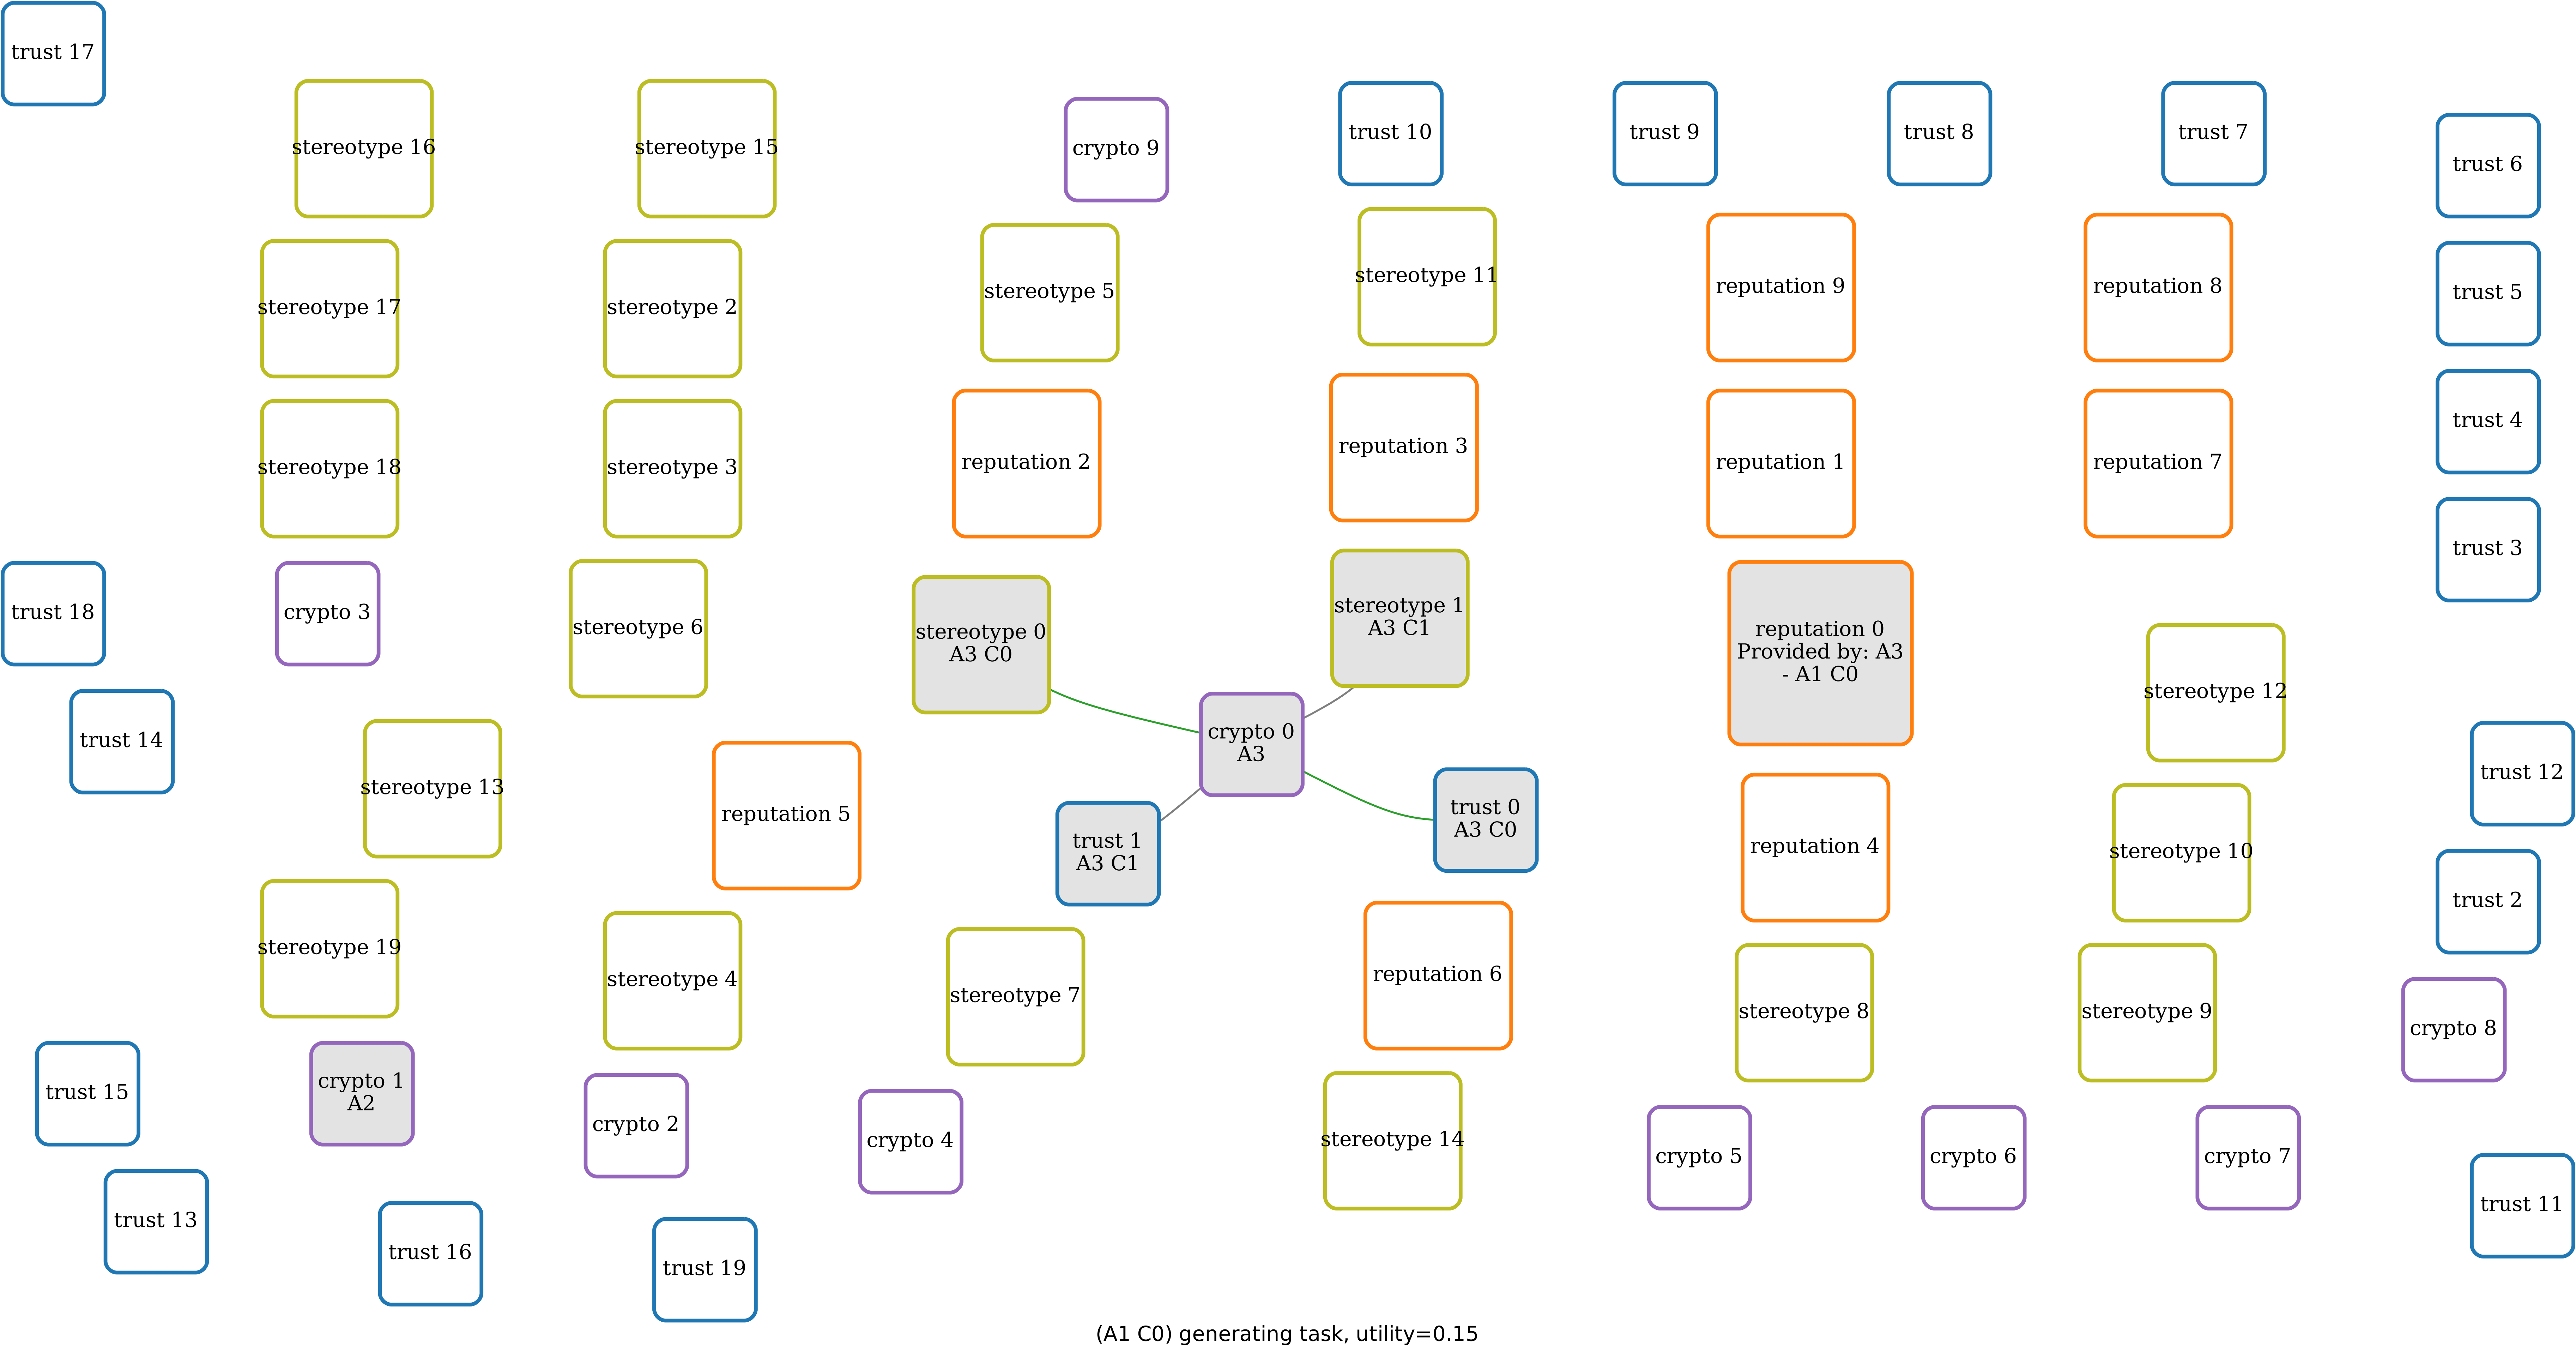 trust 17
stereotype 16
stereotype 15
crypto 9
trust 10
trust 9
trust 8
trust 7
trust 6
stereotype 17
stereotype 2
stereotype 5
stereotype 11
reputation 9
reputation 8
trust 5
stereotype 18
stereotype 3
reputation 2
reputation 3
reputation 1
reputation 7
trust 4
trust 3
trust 18
crypto 3
stereotype 6
stereotype 0
A3 C0
stereotype 1
A3 C1
reputation 0
Provided by: A3
- A1 C0
stereotype 12
trust 14
stereotype 13
reputation 5
crypto 0
A3
trust 1
A3 C1
trust 0
A3 C0
reputation 4
stereotype 10
trust 12
trust 2
stereotype 19
stereotype 4
stereotype 7
reputation 6
stereotype 8
stereotype 9
crypto 8
trust 15
crypto 1
A2
crypto 2
crypto 4
stereotype 14
crypto 5
crypto 6
crypto 7
trust 11
trust 13
trust 16
trust 19
(A1 C0) generating task, utility=0.15